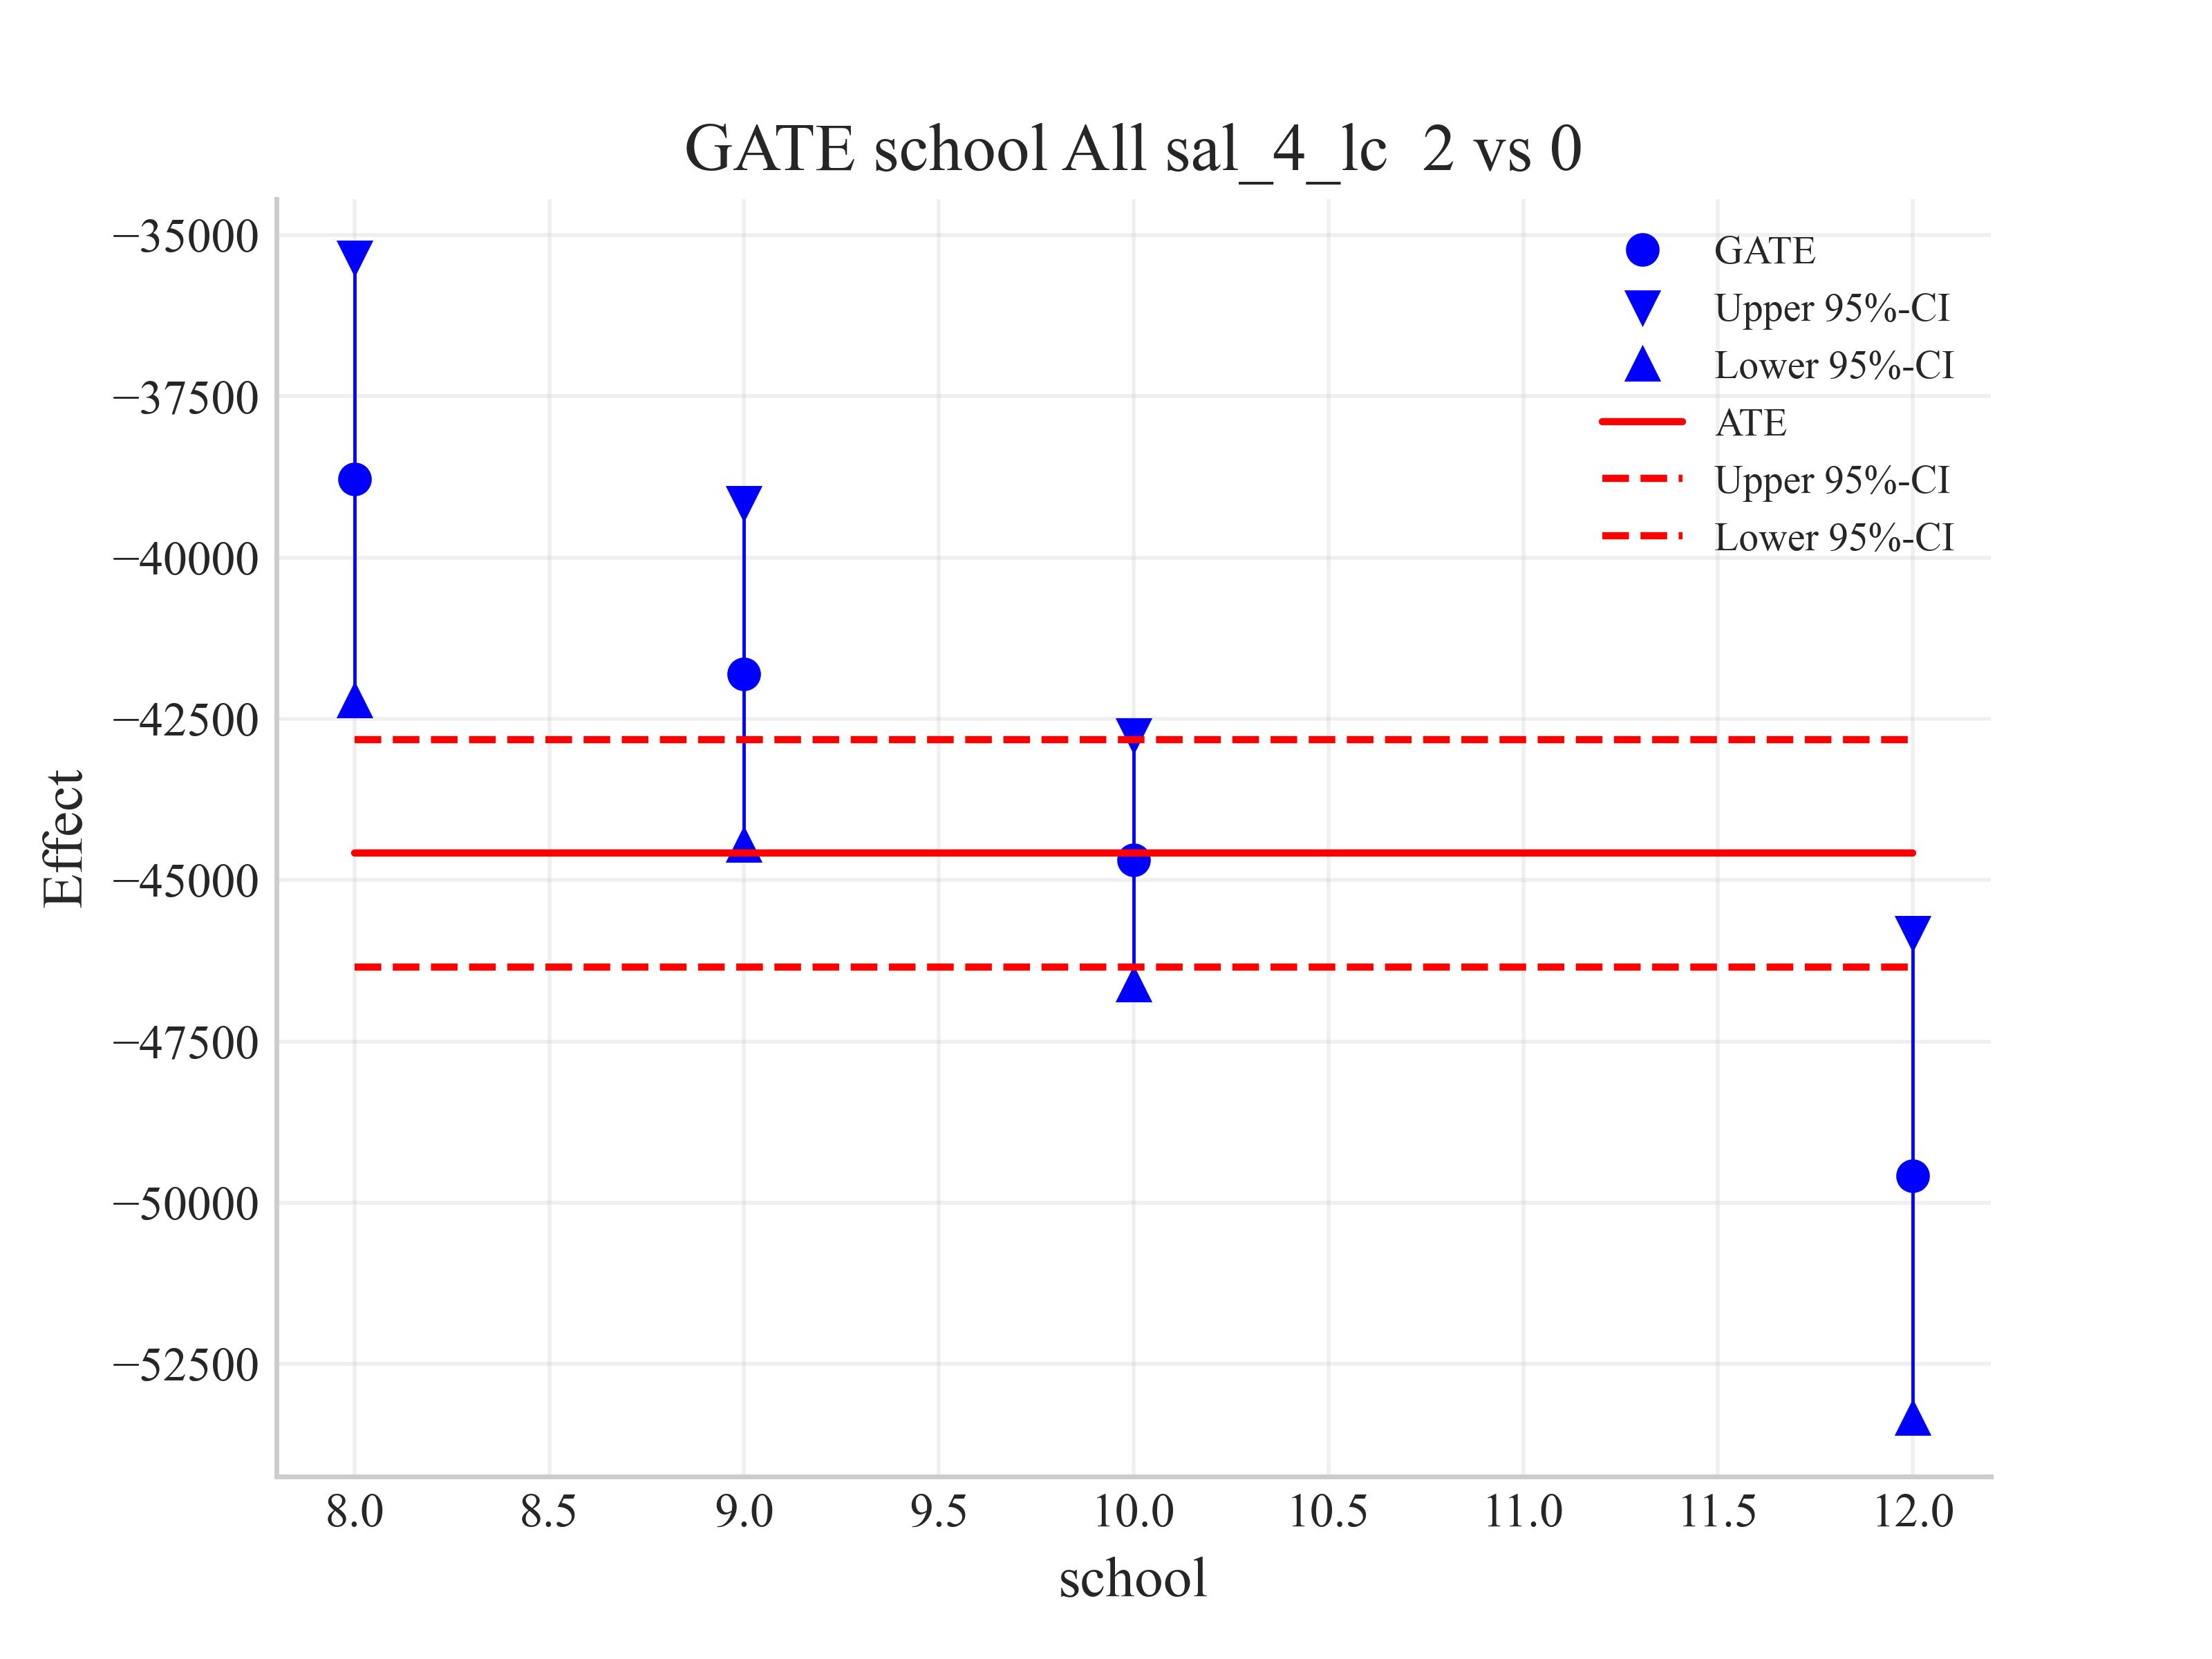 GATE school All sal_4_lc  2 vs 0
−35000
−37500
−40000
−42500
−45000
−47500
−50000
−52500
Effect
GATE
Upper 95%-CI
Lower 95%-CI
ATE
Upper 95%-CI
Lower 95%-CI
8.0 8.5 9.0 9.5 10.0 10.5 11.0 11.5 12.0
school